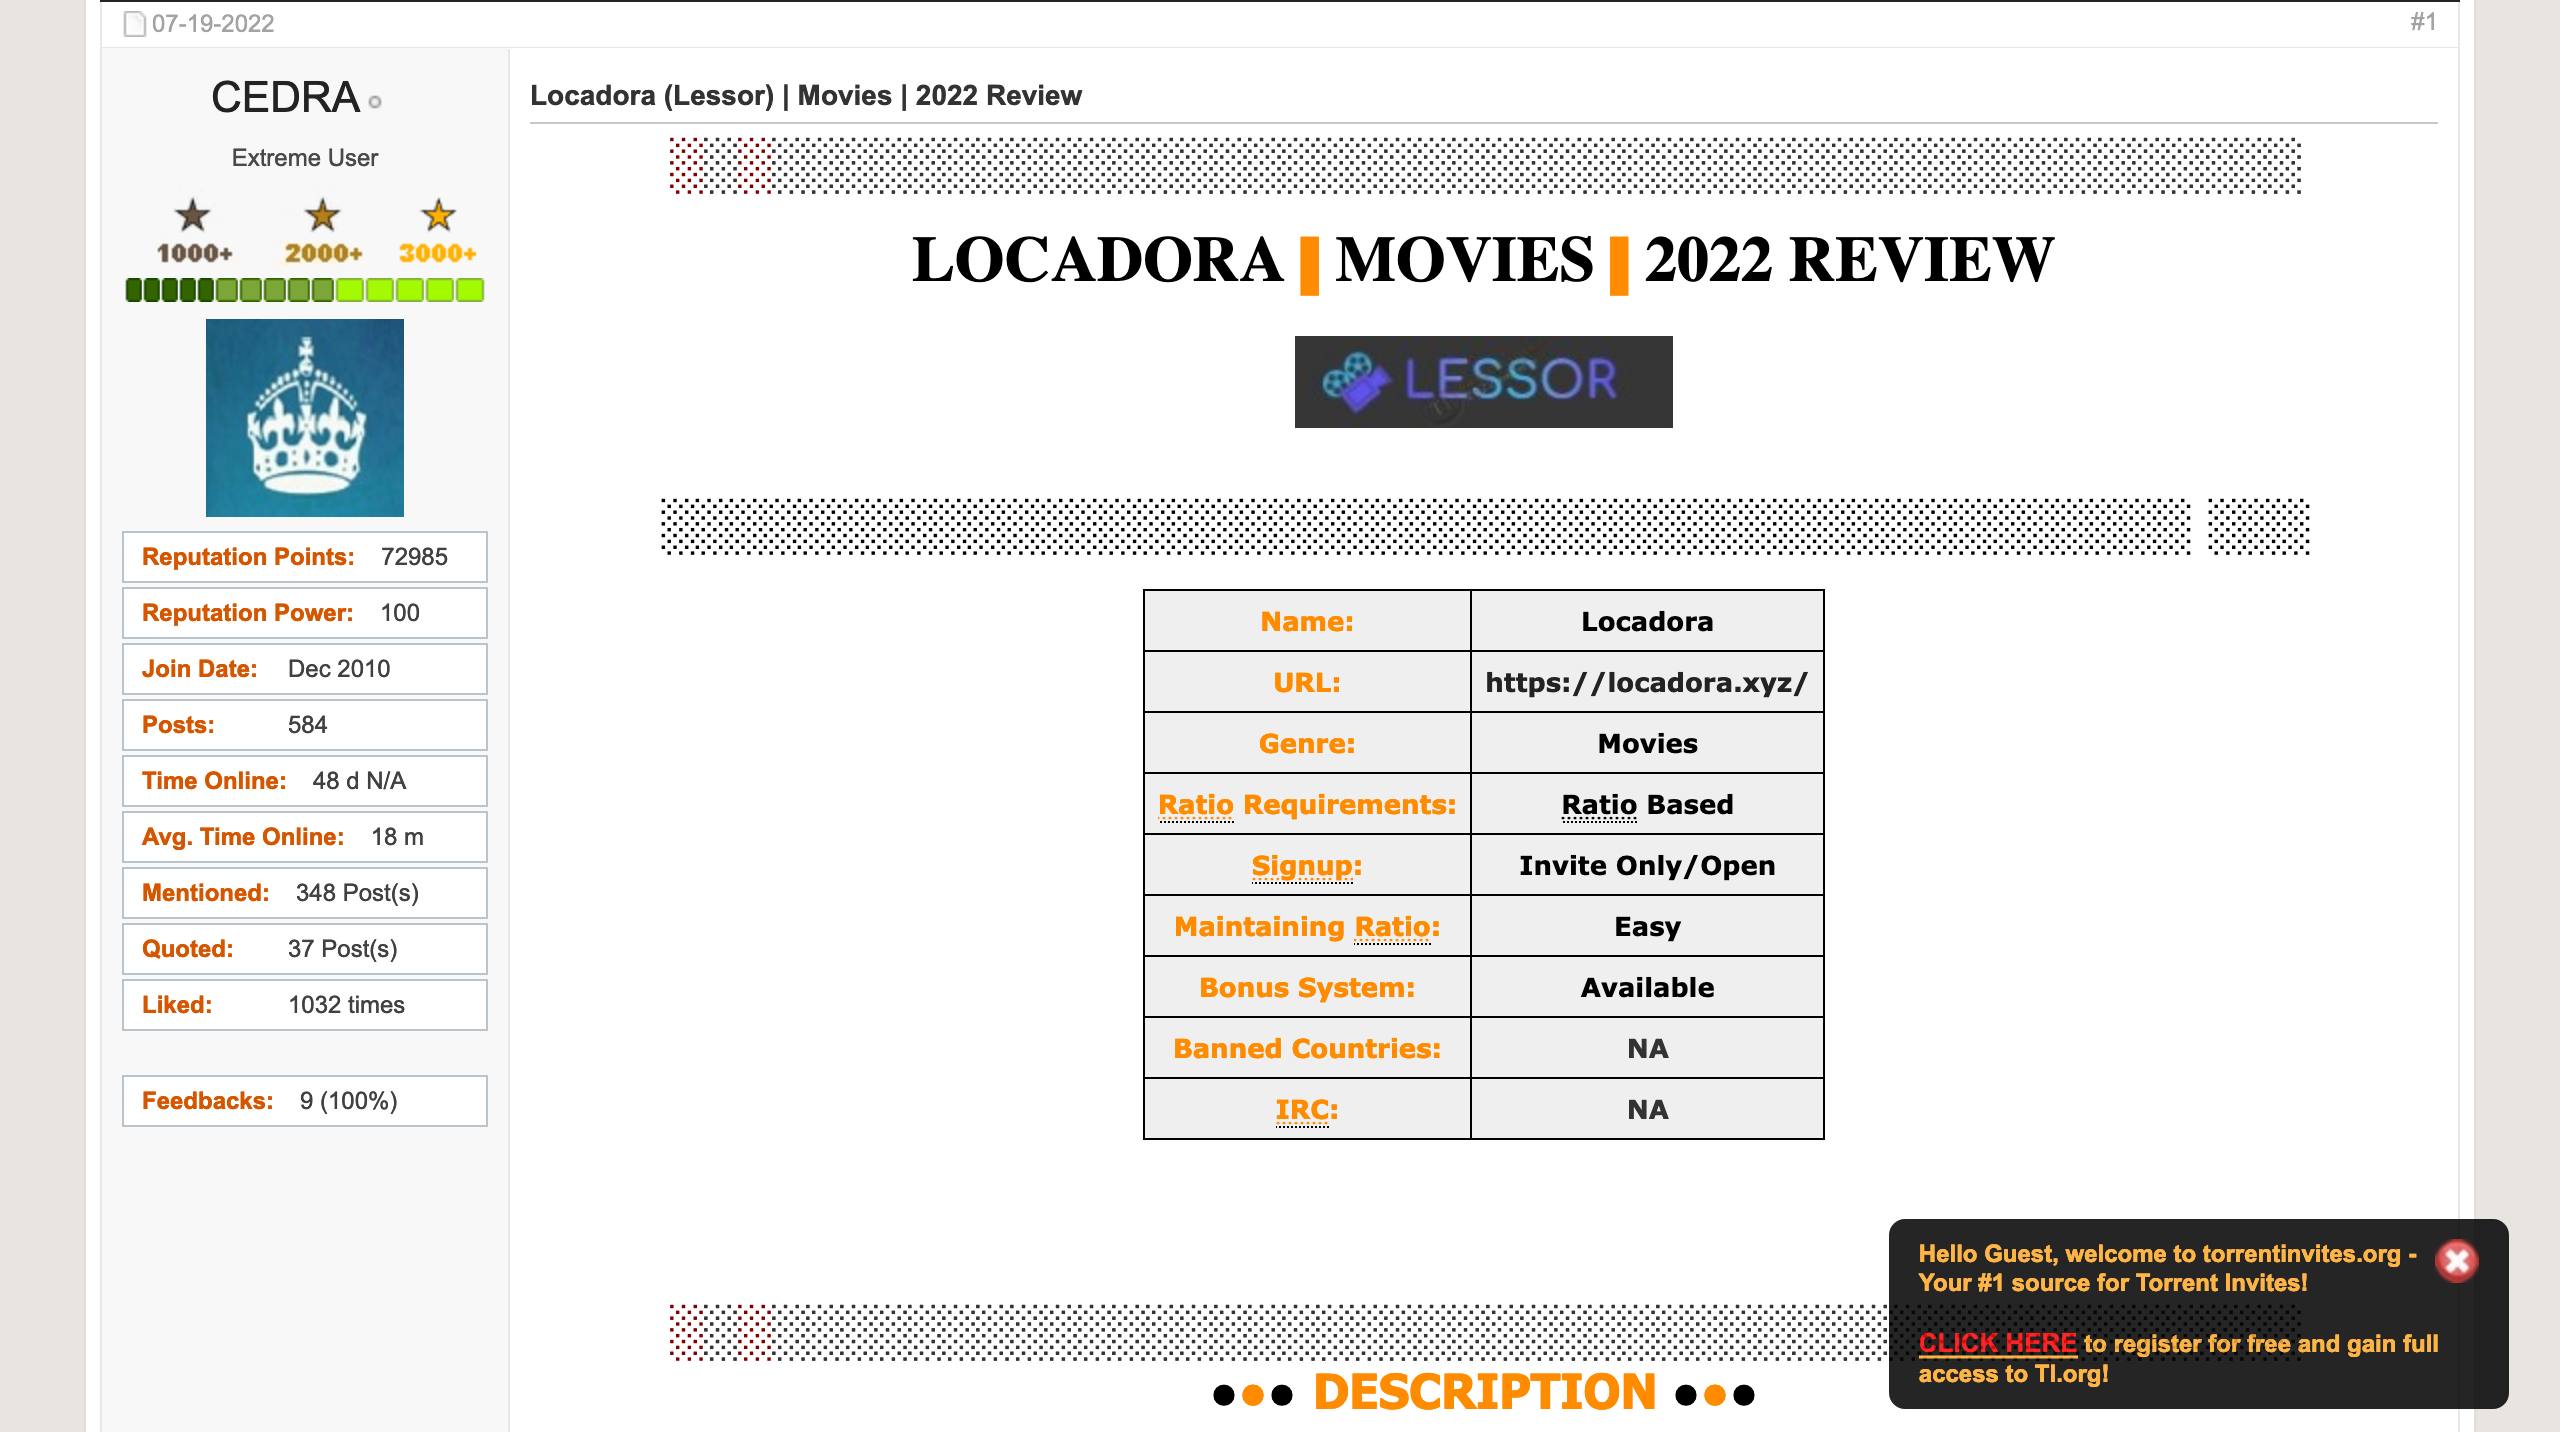 07-19-2022
#1
CEDRA
Extreme User
1000+ 2000+ 3000+
Reputation Points: 72985
Reputation Power: 100
Join Date: Dec 2010
Posts: 584
Time Online: 48 d N/A
Avg. Time Online: 18 m
Mentioned: 348 Post(s)
Quoted: 37 Post(s)
Liked: 1032 times
Feedbacks: 9 (100%)
Locadora (Lessor) | Movies | 2022 Review
LOCADORA | MOVIES | 2022 REVIEW
LESSOR
Name: Locadora
URL: https://locadora.xyz/
Genre: Movies
Ratio Requirements: Ratio Based
Signup: Invite Only/Open
Maintaining Ratio: Easy
Bonus System: Available
Banned Countries: NA
IRC: NA
●●● DESCRIPTION ●●●
Hello Guest, welcome to torrentinvites.org -
Your #1 source for Torrent Invites!
CLICK HERE to register for free and gain full
access to TI.org!